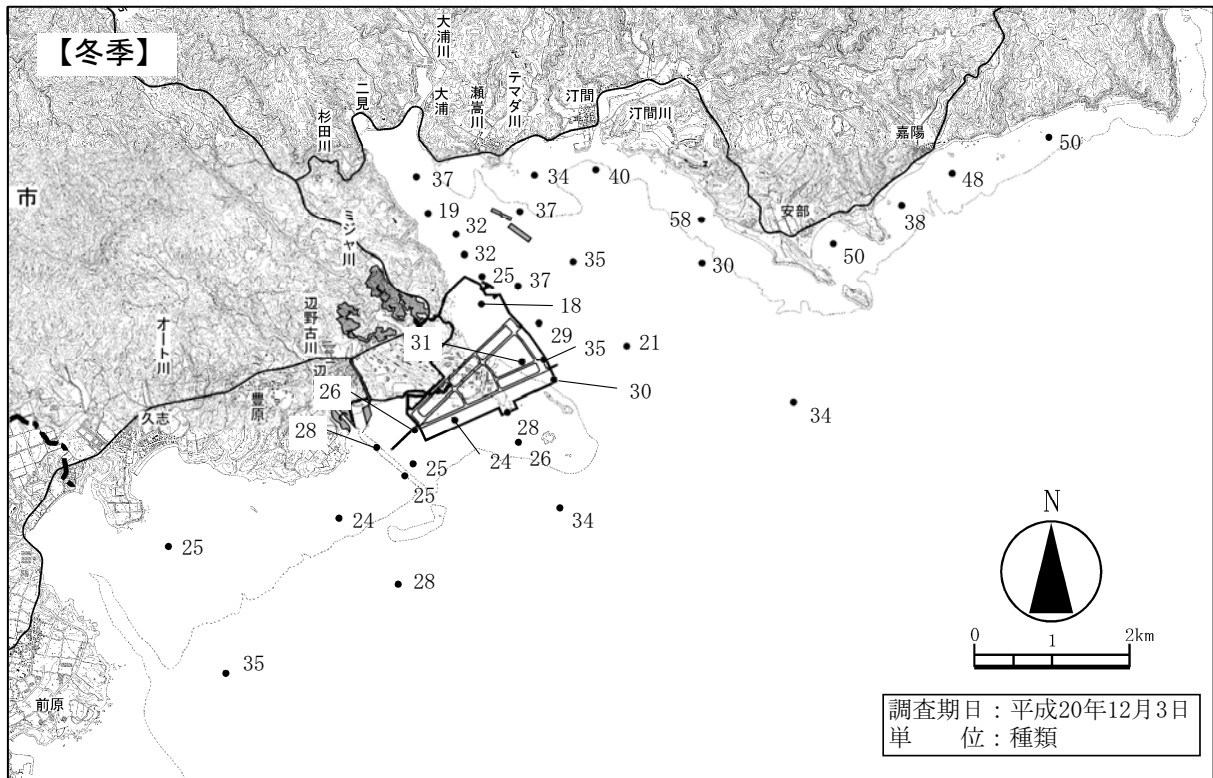 【冬季】
大浦川
テマダ川
瀬嵩川
大浦
二見
杉田川
汀間
汀間川
嘉陽
安部
市
ミジャ川
辺野古川
辺
オート川
豊原
久志
前原
50
48
38
50
58
30
40
34
37
37
19
32
32
25
37
35
18
29
35
21
31
30
34
26
28
28
24
26
25
25
34
24
25
28
35
N
0 1 2km
調査期日：平成20年12月3日
単　　位：種類